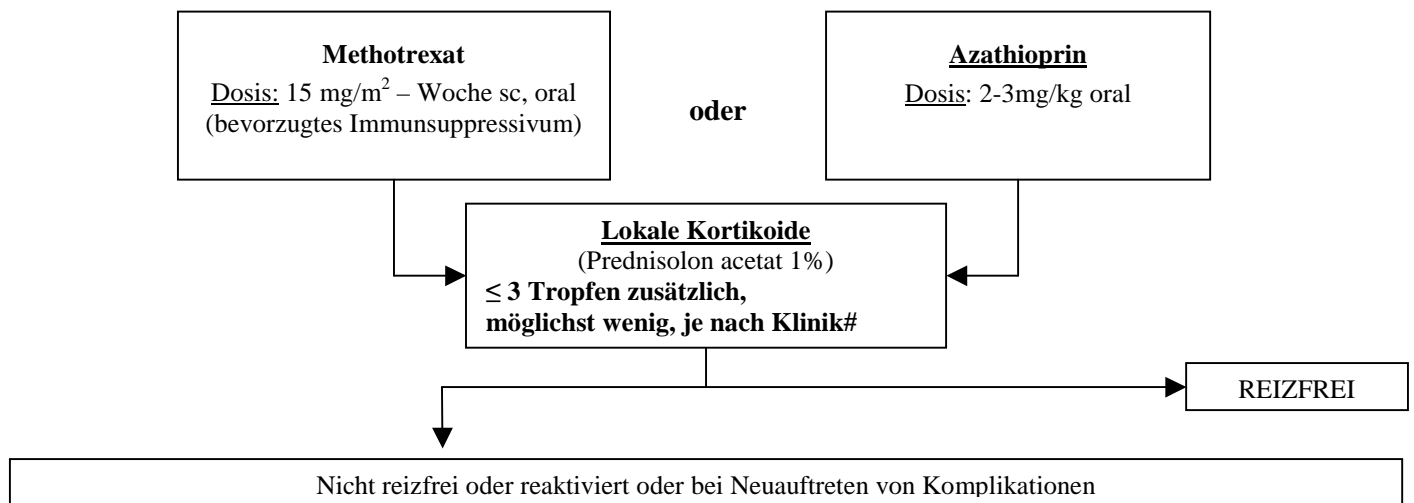 Methotrexat
Dosis: 15 mg/m² – Woche sc, oral
(bevorzugtes Immunsuppressivum)
oder
Azathioprin
Dosis: 2-3mg/kg oral
Lokale Kortikoide
(Prednisolon acetat 1%)
≤ 3 Tropfen zusätzlich,
möglichst wenig, je nach Klinik#
REIZFREI
Nicht reizfrei oder reaktiviert oder bei Neuauftreten von Komplikationen